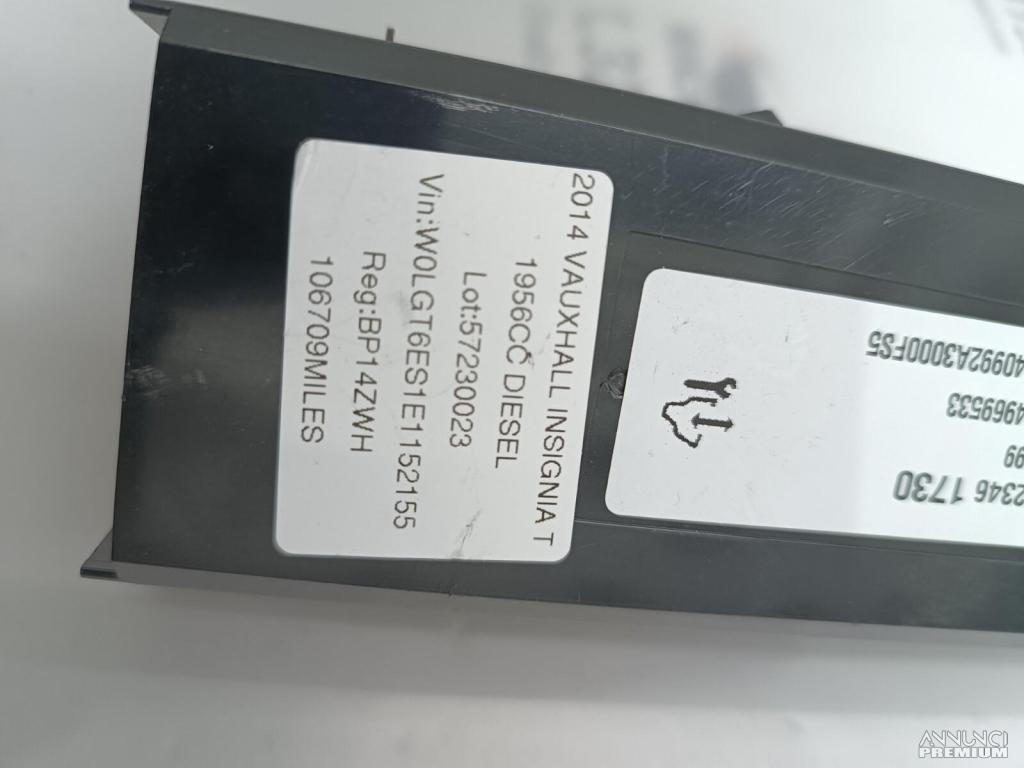 2014 VAUXHALL INSIGNIA T
1956CC DIESEL
Lot:57230023
Vin:W0LGT6ES1E1152155
Reg:BP14ZWH
106709MILES
2346 1730
99
4969533
40992A3000FS5
ANNUNCI
PREMIUM